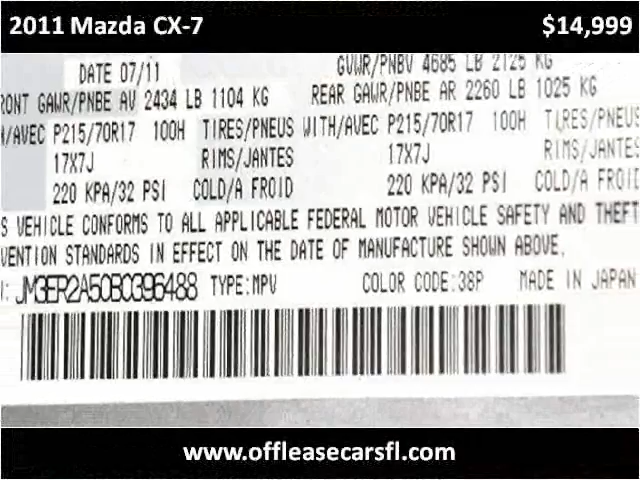 2011 Mazda CX-7 $14,999
DATE 07/11 GVWR/PNBV 4685 LB 2125 KG
RONT GAWR/PNBE AV 2434 LB 1104 KG REAR GAWR/PNBE AR 2260 LB 1025 KG
H/AVEC P215/70R17 100H TIRES/PNEUS WITH/AVEC P215/70R17 100H TIRES/PNEUS
17X7J RIMS/JANTES 17X7J RIMS/JANTES
220 KPA/32 PSI COLD/A FROID 220 KPA/32 PSI COLD/A FROID
S VEHICLE CONFORMS TO ALL APPLICABLE FEDERAL MOTOR VEHICLE SAFETY AND THEFT
VENTION STANDARDS IN EFFECT ON THE DATE OF MANUFACTURE SHOWN ABOVE.
: JM3ER2A50B0396488 TYPE:MPV COLOR CODE:38P MADE IN JAPAN
www.offleasecarsfl.com